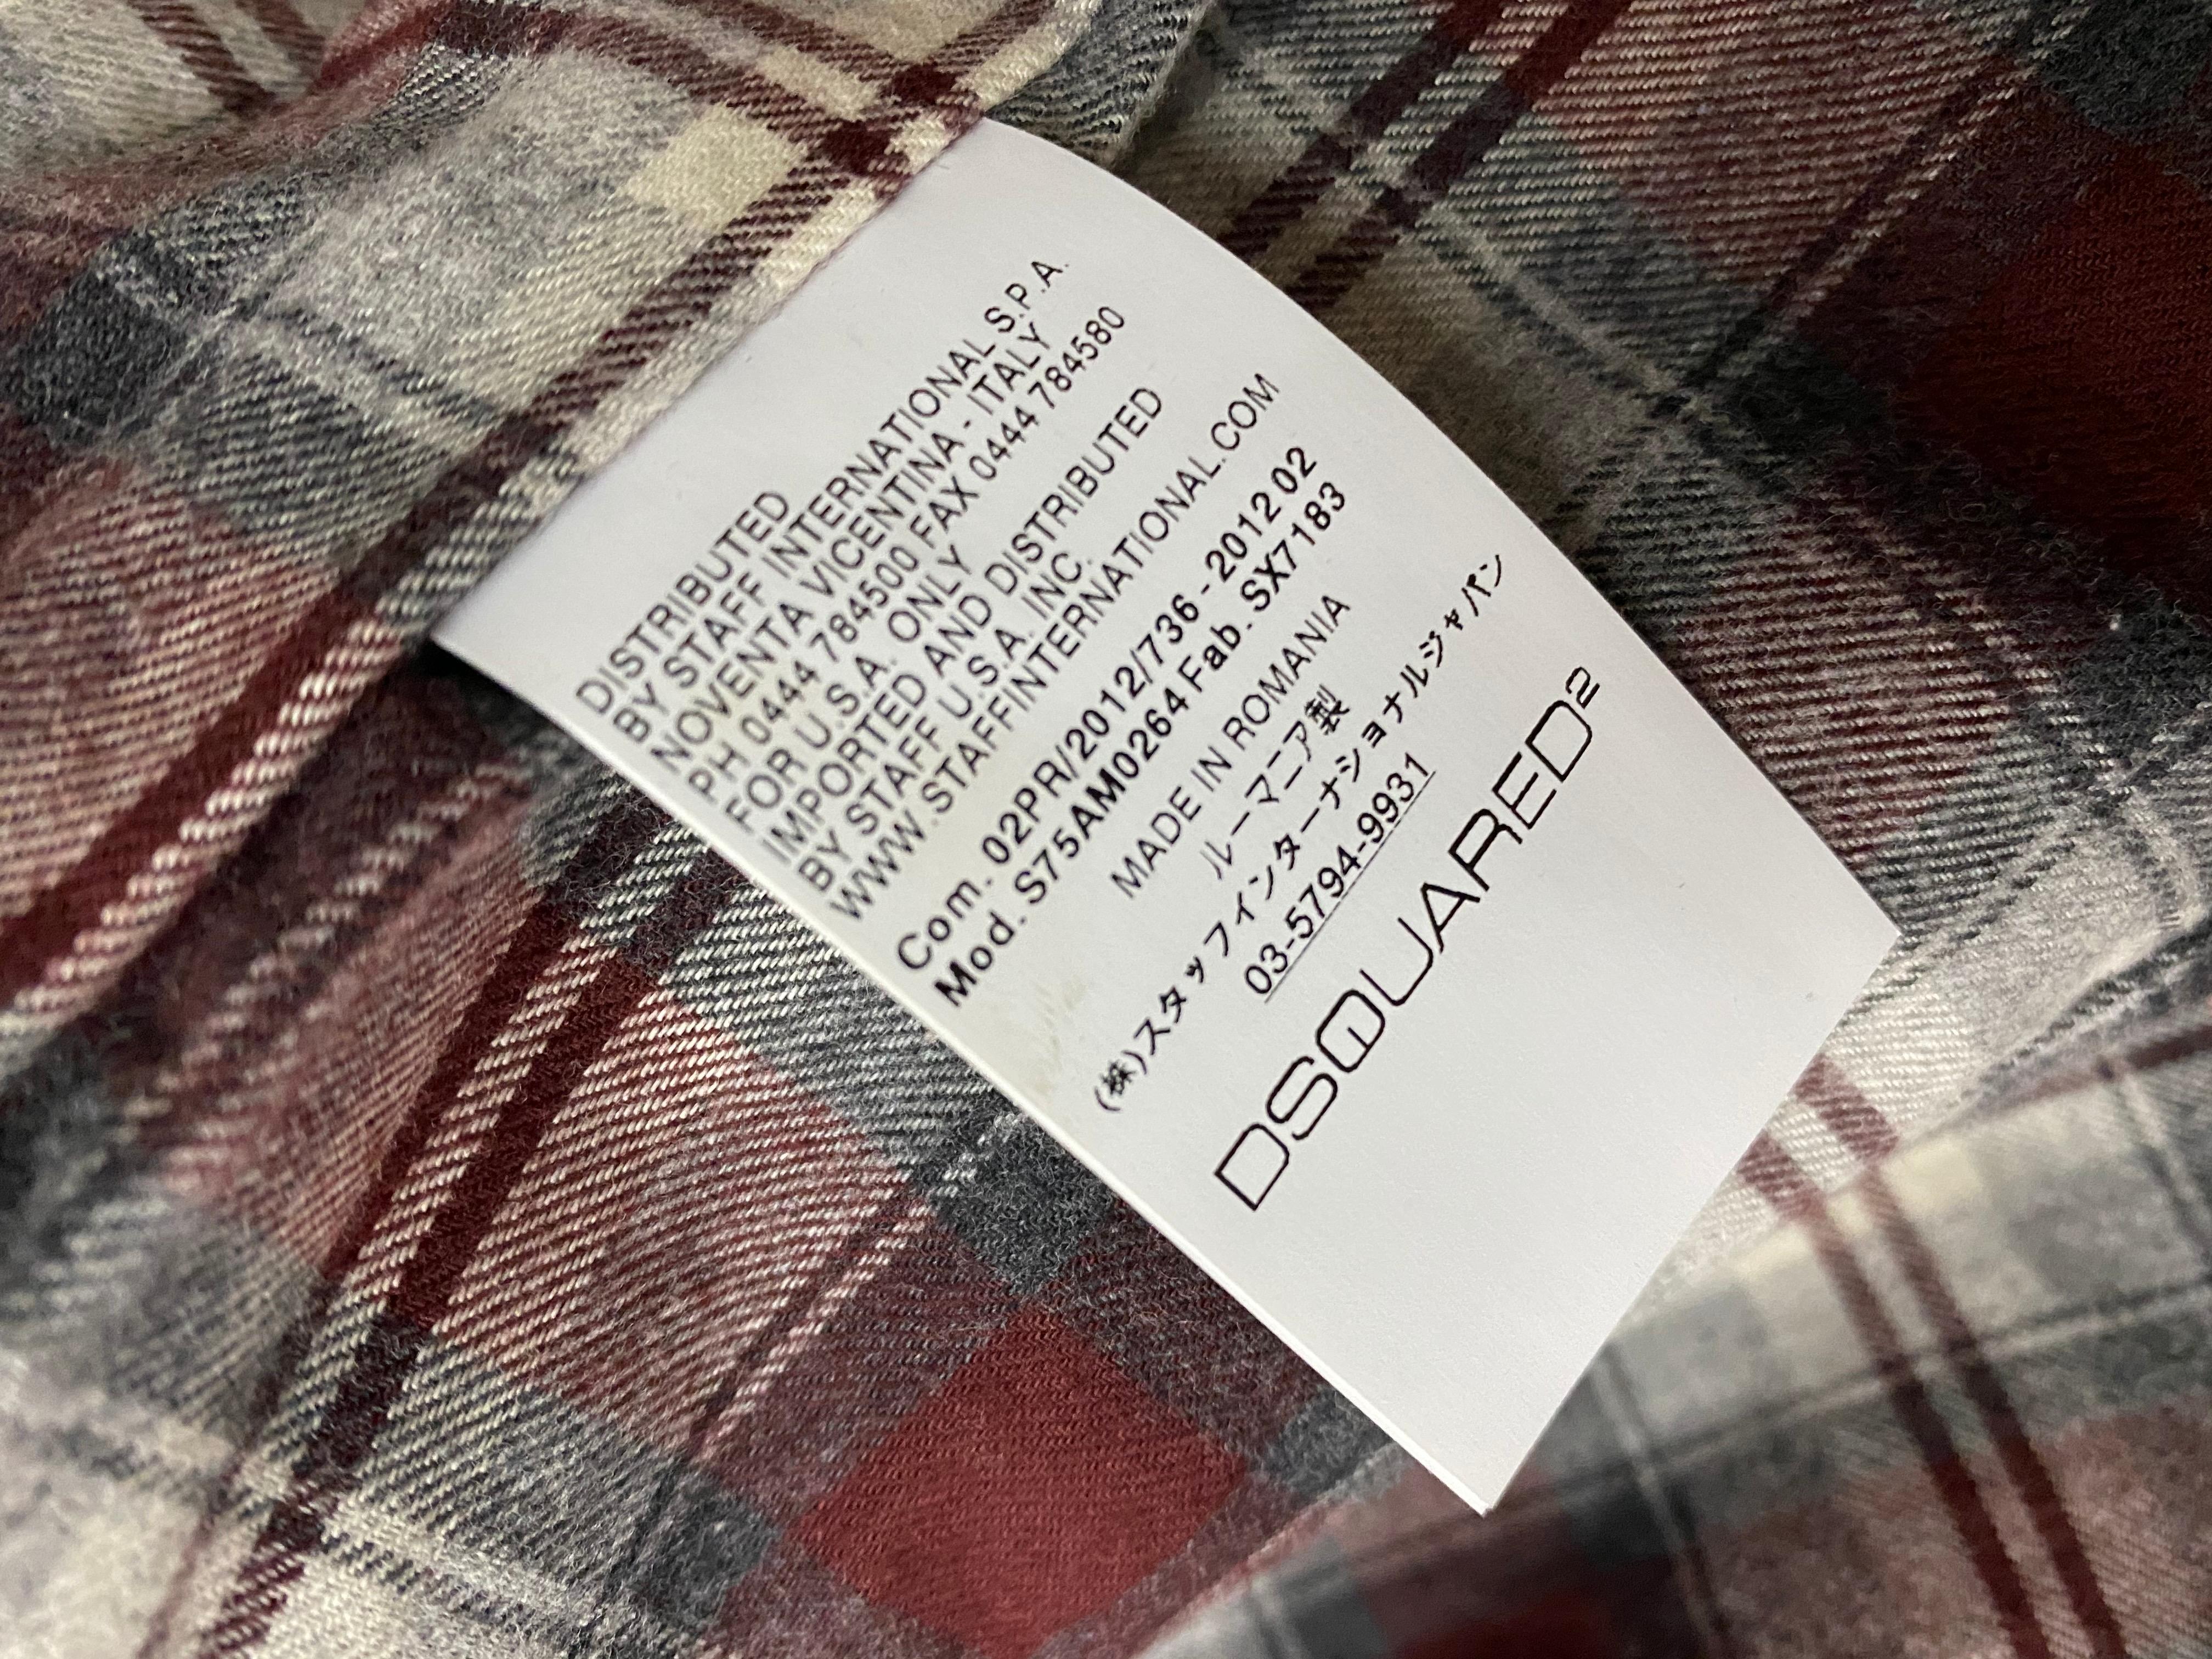 DISTRIBUTED
BY STAFF INTERNATIONAL S.P.A.
NOVENTA VICENTINA - ITALY
PH 0444 784500 FAX 0444 784580
FOR U.S.A. ONLY
IMPORTED AND DISTRIBUTED
BY STAFF U.S.A. INC.
WWW.STAFFINTERNATIONAL.COM
Com. 02PR/2012/736 - 2012 02
Mod. S75AM0264 Fab. SX7183
MADE IN ROMANIA
ルーマニア製
(株)スタッフインターナショナルジャパン
03-5794-9931
DSQUARED2